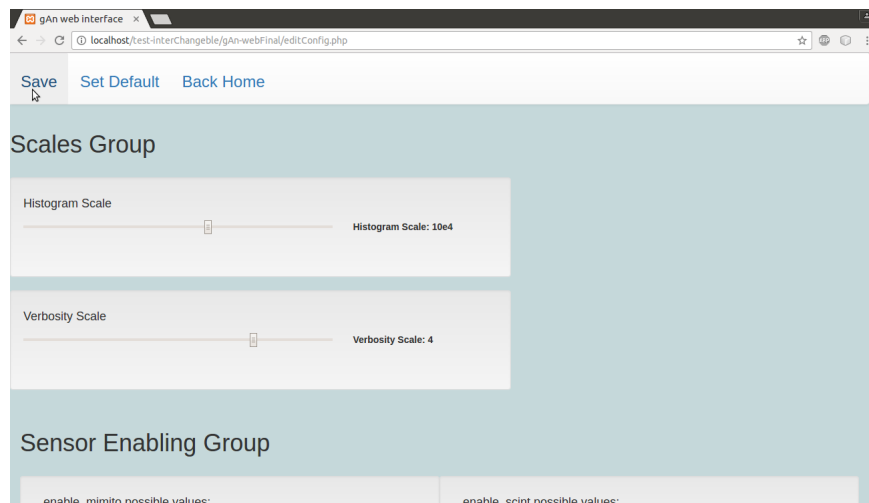 gAn web interface
localhost/test-interChangeble/gAn-webFinal/editConfig.php
Save Set Default Back Home
Scales Group
Histogram Scale
Histogram Scale: 10e4
Verbosity Scale
Verbosity Scale: 4
Sensor Enabling Group
enable_mimito possible values: enable_scint possible values: